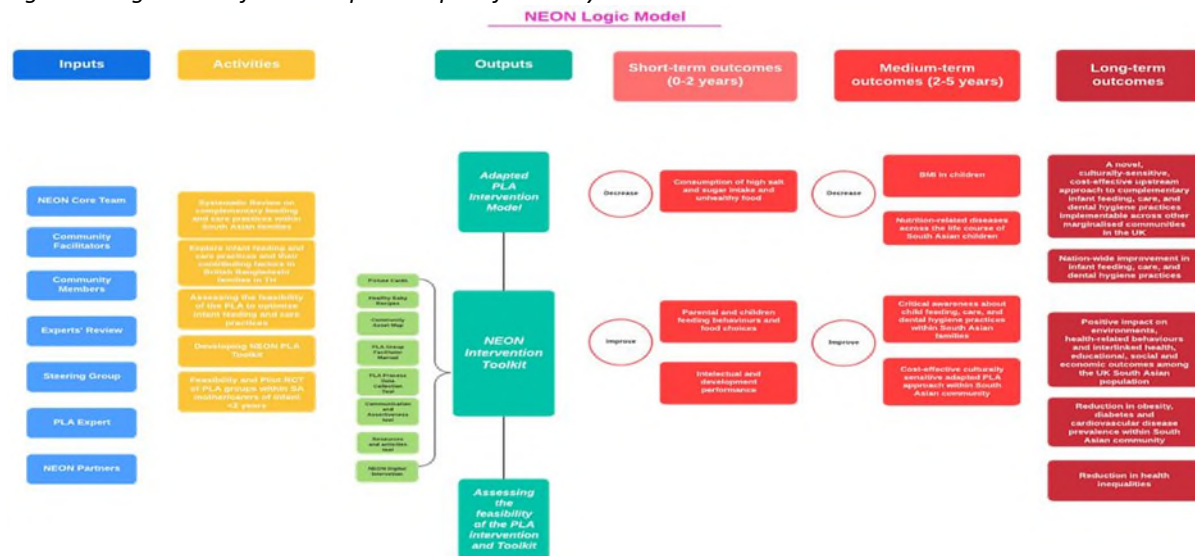 NEON Logic Model
Inputs
Activities
Outputs
Short-term outcomes
(0-2 years)
Medium-term
outcomes (2-5 years)
Long-term
outcomes
NEON Core Team
Community
Facilitators
Community
Members
Experts' Review
Steering Group
PLA Expert
NEON Partners
Systematic Review on
complementary feeding
and care practices within
South Asian families
Explore infant feeding and
care practices and their
contributing factors in
British Bangladeshi
families in TH
Assessing the feasibility
of the PLA to optimise
infant feeding and care
practices
Developing NEON PLA
Toolkit
Feasibility and Pilot RCT
of PLA groups within SA
mothers/carers of infant
<2 years
Picture Cards
Healthy Baby
Recipes
Community
Asset Map
PLA Group
Facilitator
Manual
PLA Process
Data
Collection
Tool
Communication
and
Assertiveness
tool
Resources
and activities
tool
NEON Digital
Intervention
Adapted
PLA
Intervention
Model
NEON
Intervention
Toolkit
Assessing
the
feasibility
of the PLA
intervention
and Toolkit
Decrease
Consumption of high salt
and sugar intake and
unhealthy food
Improve
Parental and children
feeding behaviours and
food choices
Intelectual and
development
performance
Decrease
BMI in children
Nutrition-related diseases
across the life course of
South Asian children
Improve
Critical awareness about
child feeding, care, and
dental hygiene practices
within South Asian
families
Cost-effective culturally
sensitive adapted PLA
approach within South
Asian community
A novel,
culturally-sensitive,
cost-effective upstream
approach to complementary
infant feeding, care, and
dental hygiene practices
implementable across other
marginalised communities
in the UK
Nation-wide improvement in
infant feeding, care, and
dental hygiene practices
Positive impact on
environments,
health-related behaviours
and interlinked health,
educational, social and
economic outcomes among
the UK South Asian
population
Reduction in obesity,
diabetes and
cardiovascular disease
prevalence within South
Asian community
Reduction in health
inequalities